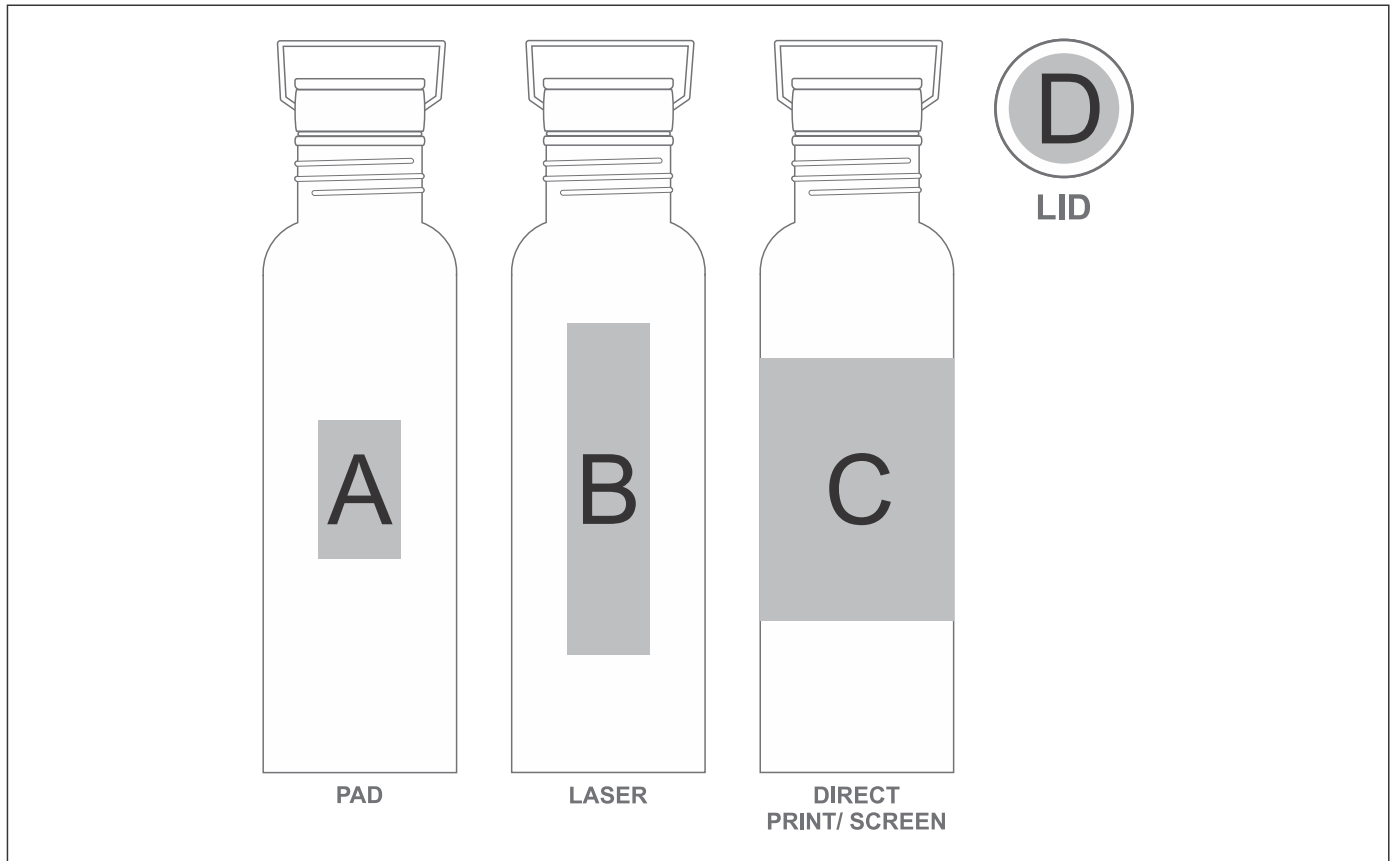 D
LID
A
B
C
PAD
LASER
DIRECT
PRINT/ SCREEN